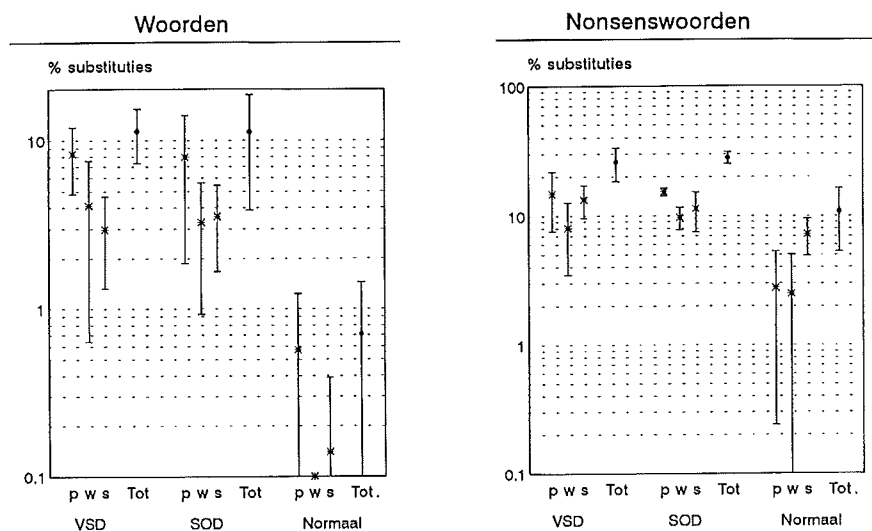 Woorden
% substituties
10
1
0.1
p w s Tot p w s Tot p w s Tot.
VSD SOD Normaal
Nonsenswoorden
% substituties
100
10
1
0.1
p w s Tot p w s Tot p w s Tot.
VSD SOD Normaal